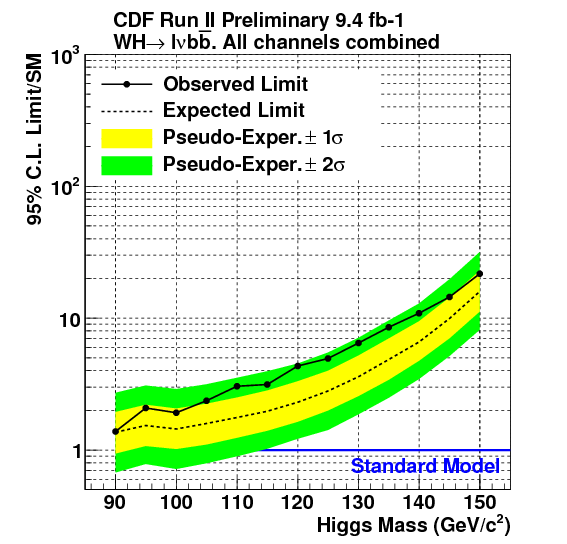 CDF Run II Preliminary 9.4 fb-1
WH→ lνbb̅. All channels combined
95% C.L. Limit/SM
10³
10²
10
1
Observed Limit
Expected Limit
Pseudo-Exper.± 1σ
Pseudo-Exper.± 2σ
Standard Model
90 100 110 120 130 140 150
Higgs Mass (GeV/c²)